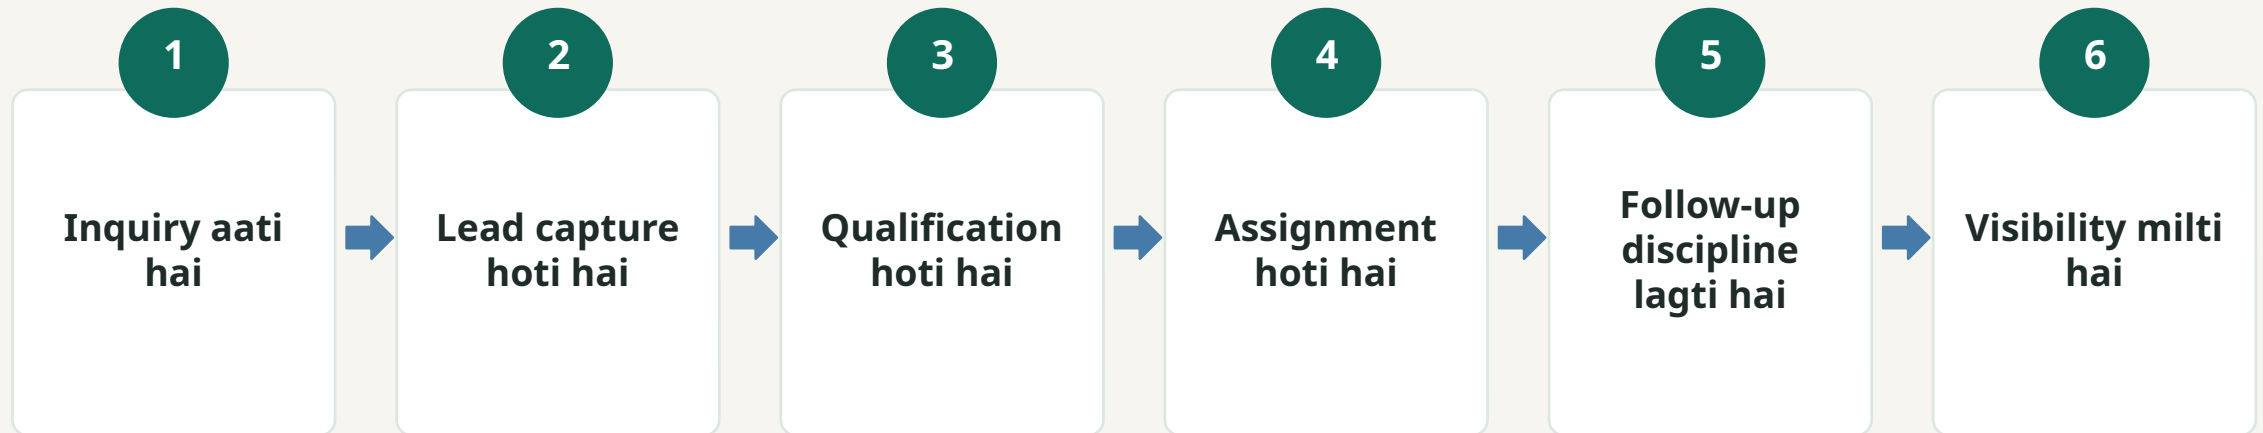 1
Inquiry aati
hai
2
Lead capture
hoti hai
3
Qualification
hoti hai
4
Assignment
hoti hai
5
Follow-up
discipline
lagti hai
6
Visibility milti
hai